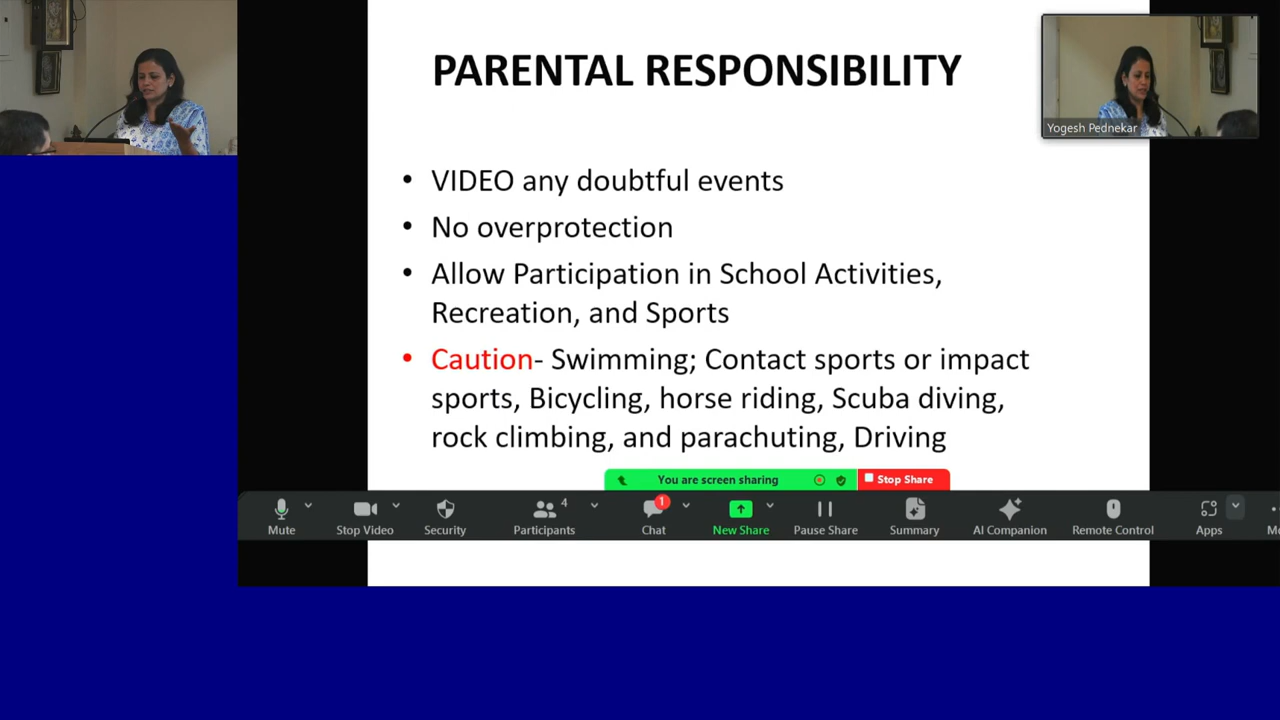 PARENTAL RESPONSIBILITY
Yogesh Pednekar
• VIDEO any doubtful events
• No overprotection
• Allow Participation in School Activities,
Recreation, and Sports
• Caution- Swimming; Contact sports or impact
sports, Bicycling, horse riding, Scuba diving,
rock climbing, and parachuting, Driving
You are screen sharing
Stop Share
4
1
Mute
Stop Video
Security
Participants
Chat
New Share
Pause Share
Summary
AI Companion
Remote Control
Apps